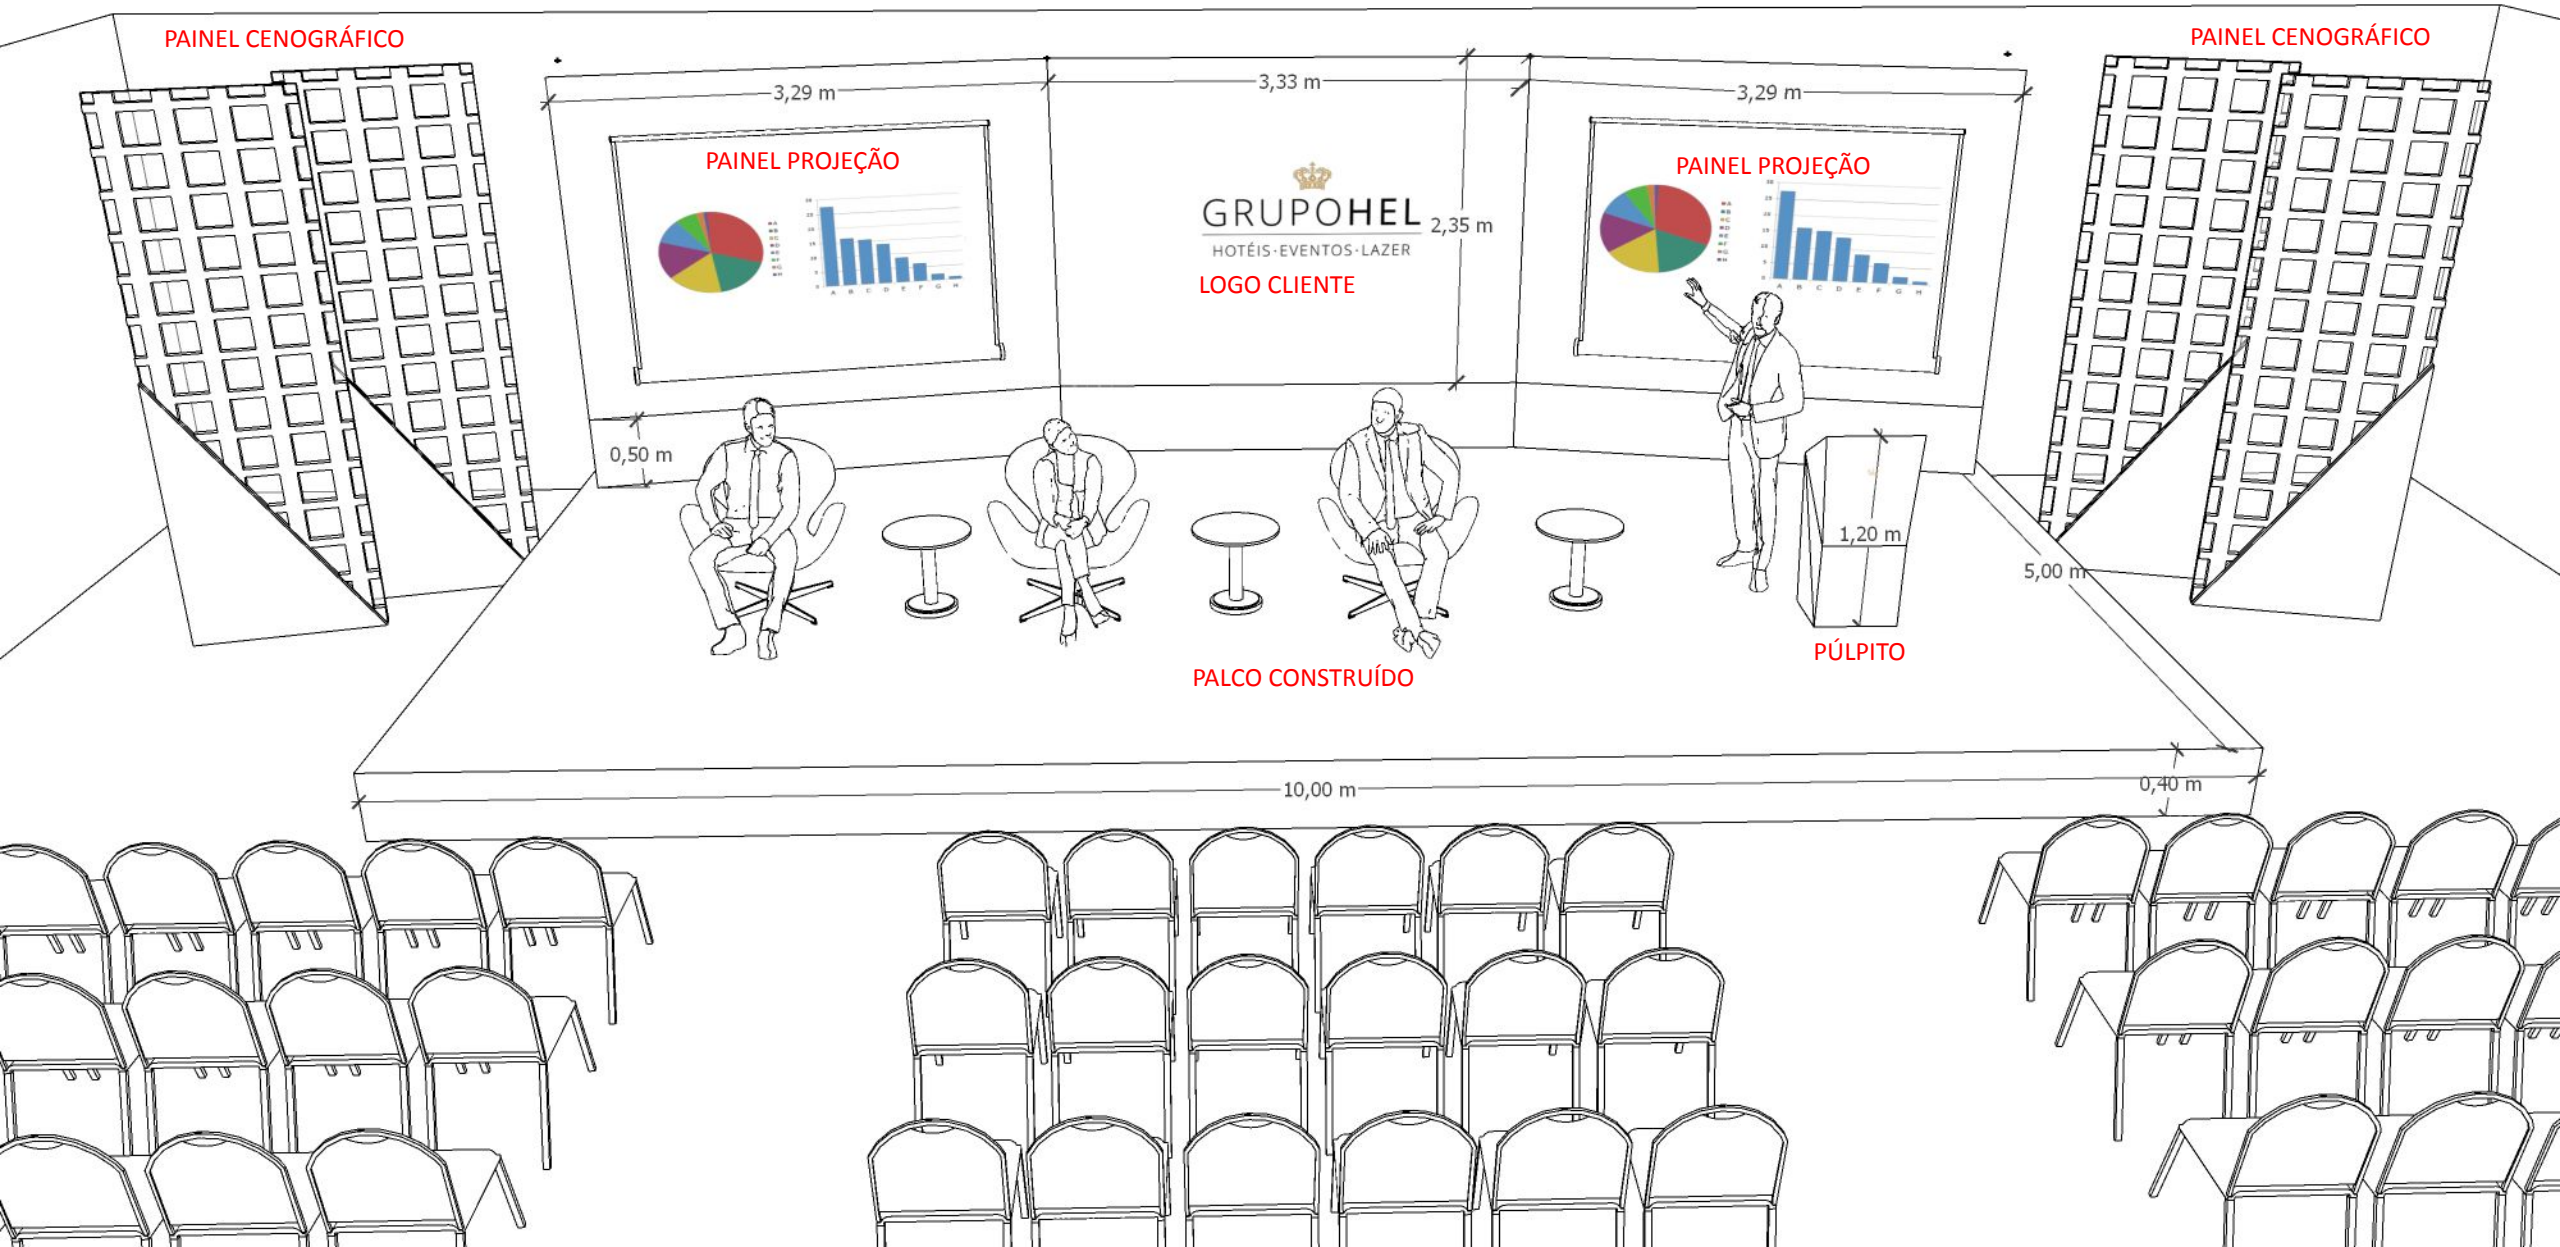 PAINEL CENOGRÁFICO
PAINEL CENOGRÁFICO
3,29 m
3,33 m
3,29 m
PAINEL PROJEÇÃO
PAINEL PROJEÇÃO
GRUPOHEL
HOTÉIS·EVENTOS·LAZER
2,35 m
LOGO CLIENTE
A B C D E F G H
A B C D E F G H
0,50 m
1,20 m
5,00 m
PÚLPITO
PALCO CONSTRUÍDO
10,00 m
0,40 m